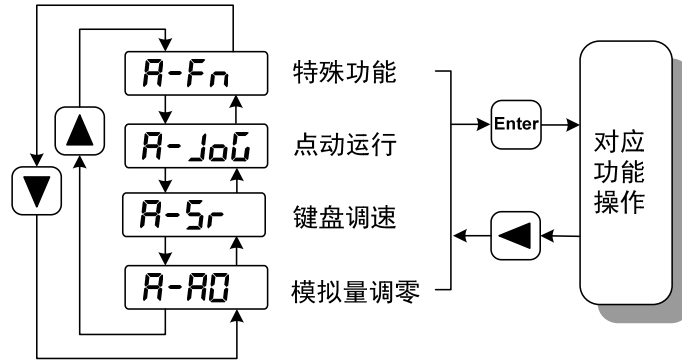 A-Fn 特殊功能
A-JoG 点动运行
A-Sr 键盘调速
A-A0 模拟量调零
Enter
对应
功能
操作